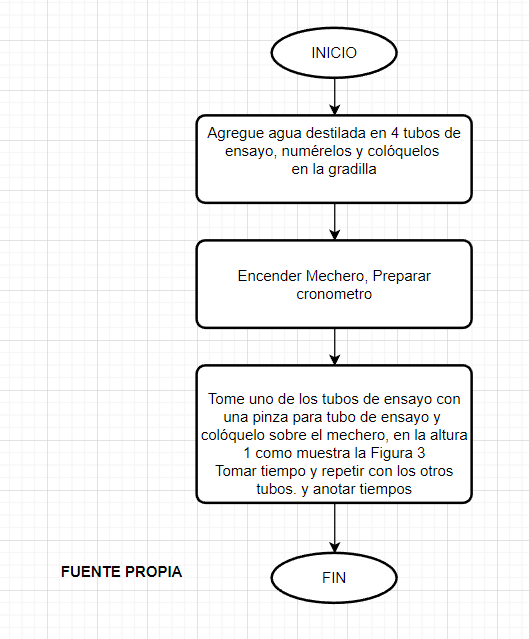 INICIO
Agregue agua destilada en 4 tubos de
ensayo, numérelos y colóquelos
en la gradilla
Encender Mechero, Preparar
cronometro
Tome uno de los tubos de ensayo con
una pinza para tubo de ensayo y
colóquelo sobre el mechero, en la altura
1 como muestra la Figura 3
Tomar tiempo y repetir con los otros
tubos. y anotar tiempos
FIN
FUENTE PROPIA